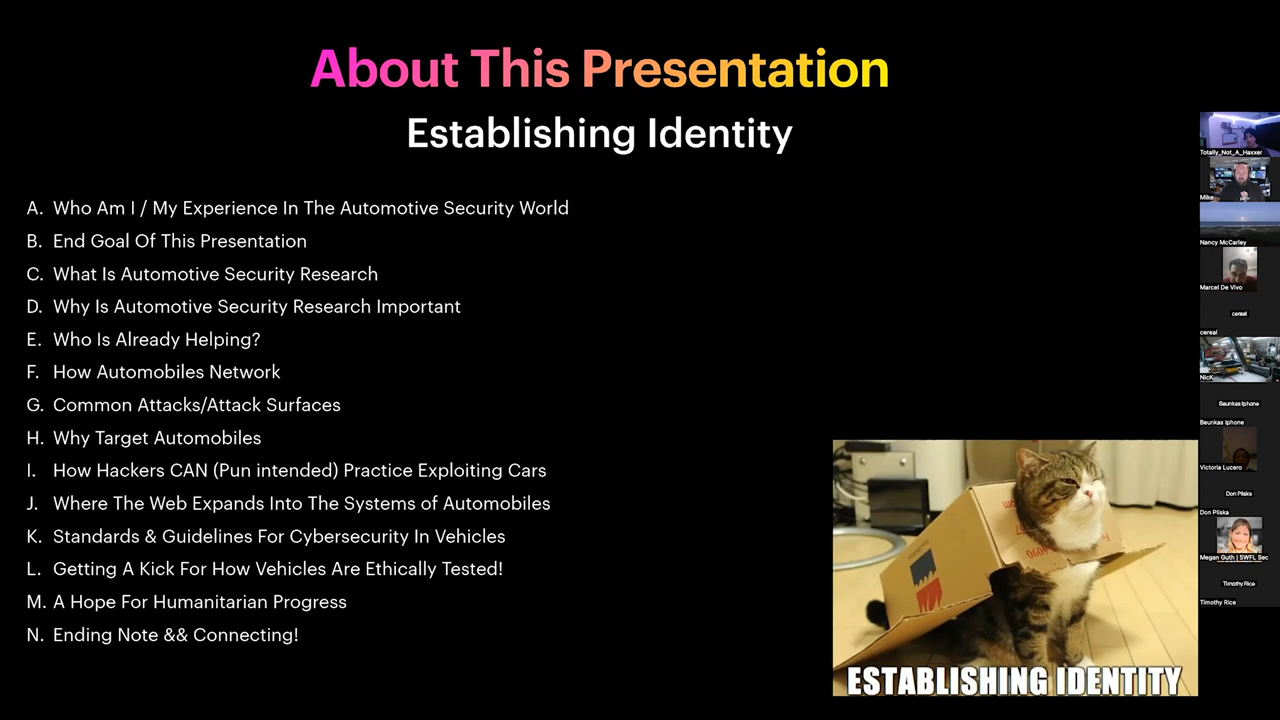 About This Presentation
Establishing Identity
A. Who Am I / My Experience In The Automotive Security World
B. End Goal Of This Presentation
C. What Is Automotive Security Research
D. Why Is Automotive Security Research Important
E. Who Is Already Helping?
F. How Automobiles Network
G. Common Attacks/Attack Surfaces
H. Why Target Automobiles
I. How Hackers CAN (Pun intended) Practice Exploiting Cars
J. Where The Web Expands Into The Systems of Automobiles
K. Standards & Guidelines For Cybersecurity In Vehicles
L. Getting A Kick For How Vehicles Are Ethically Tested!
M. A Hope For Humanitarian Progress
N. Ending Note && Connecting!
ESTABLISHING IDENTITY
Totally_Not_A_Haxxer
Mike
Nancy McCarley
Marcel De Vivo
cereal
cereal
Nick
Beunkas Iphone
Beunkas Iphone
Victoria Lucero
Don Pliska
Don Pliska
Megan Guth | SWFL Sec
Timothy Rice
Timothy Rice